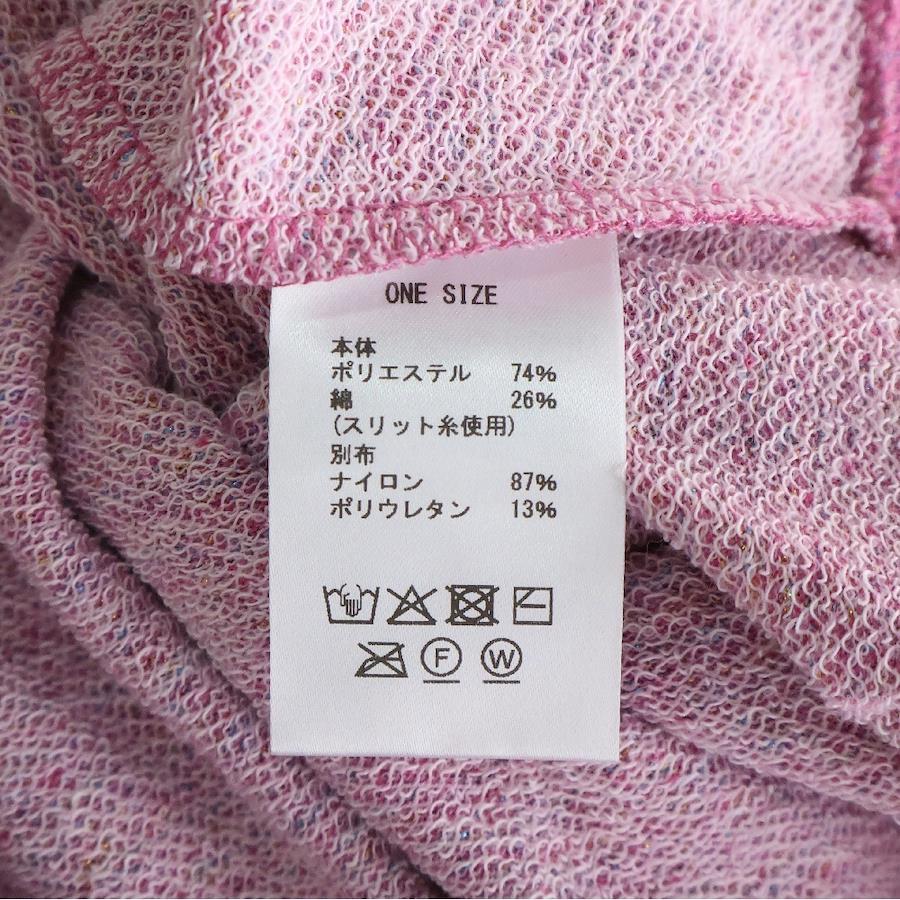 ONE SIZE
本体
ポリエステル 74%
綿 26%
(スリット糸使用)
別布
ナイロン 87%
ポリウレタン 13%
F W